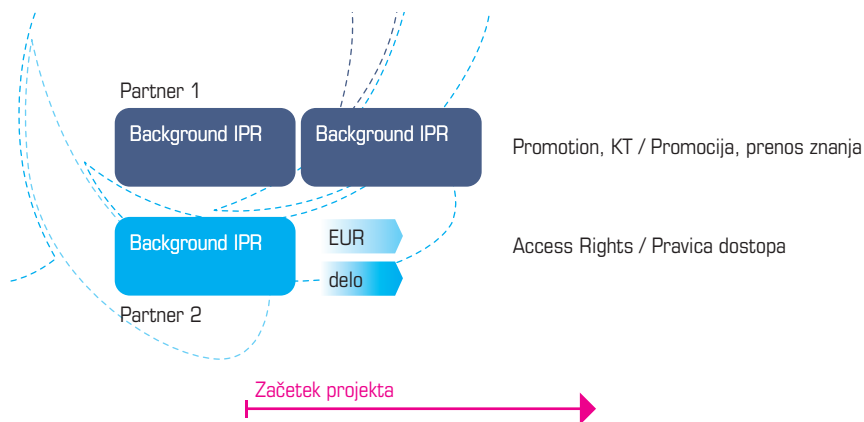 Partner 1
Background IPR
Background IPR
Promotion, KT / Promocija, prenos znanja
Background IPR
EUR
Access Rights / Pravica dostopa
delo
Partner 2
Začetek projekta